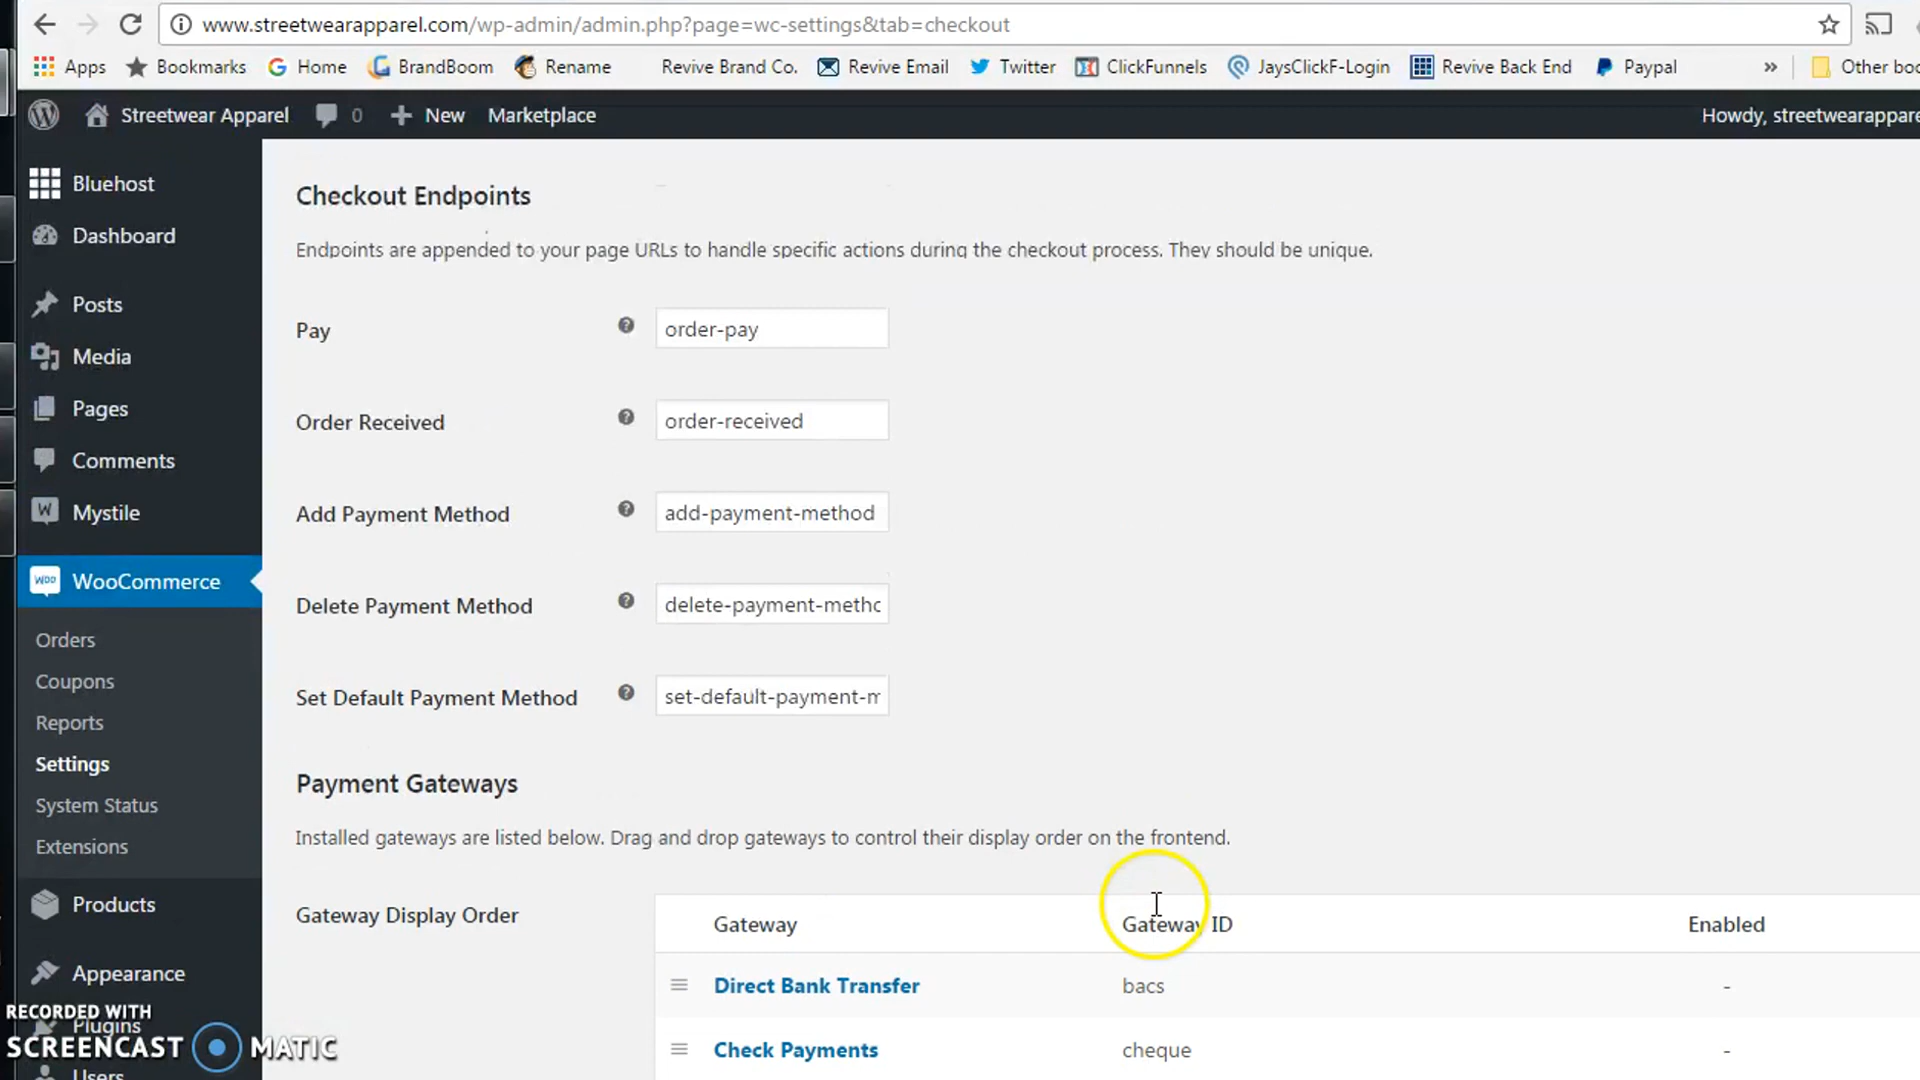 www.streetwearapparel.com/wp-admin/admin.php?page=wc-settings&tab=checkout
Apps Bookmarks Home BrandBoom Rename Revive Brand Co. Revive Email Twitter ClickFunnels JaysClickF-Login Revive Back End Paypal » Other boo
Streetwear Apparel 0 New Marketplace Howdy, streetwearappare
Bluehost
Dashboard
Posts
Media
Pages
Comments
Mystile
WooCommerce
Orders
Coupons
Reports
Settings
System Status
Extensions
Products
Appearance
Plugins
Users
Checkout Endpoints
Endpoints are appended to your page URLs to handle specific actions during the checkout process. They should be unique.
Pay order-pay
Order Received order-received
Add Payment Method add-payment-method
Delete Payment Method delete-payment-methc
Set Default Payment Method set-default-payment-m
Payment Gateways
Installed gateways are listed below. Drag and drop gateways to control their display order on the frontend.
Gateway Display Order
Gateway Gateway ID Enabled
Direct Bank Transfer bacs -
Check Payments cheque -
RECORDED WITH
SCREENCAST MATIC